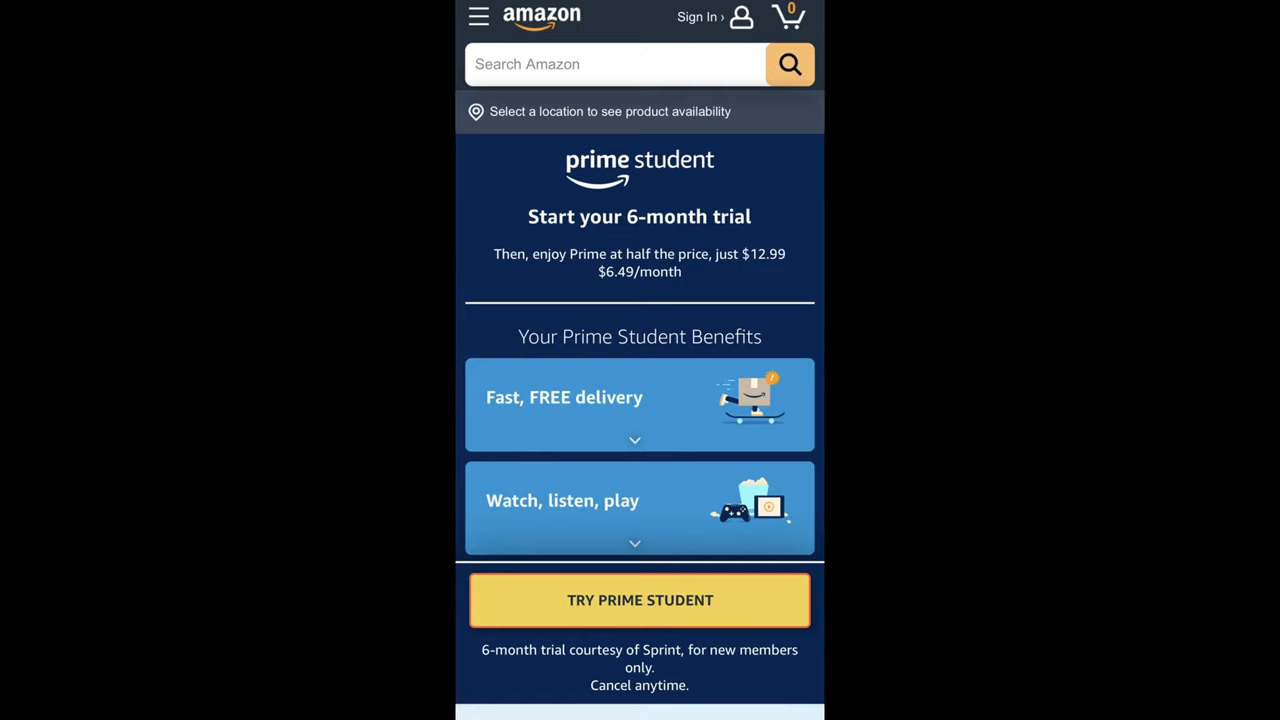 amazon
Sign In ›
0
Search Amazon
Select a location to see product availability
prime student
Start your 6-month trial
Then, enjoy Prime at half the price, just $12.99
$6.49/month
Your Prime Student Benefits
Fast, FREE delivery
Watch, listen, play
TRY PRIME STUDENT
6-month trial courtesy of Sprint, for new members
only.
Cancel anytime.